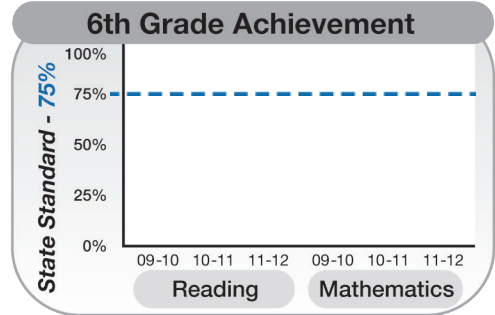 6th Grade Achievement
State Standard - 75%
100%
75%
50%
25%
0%
09-10 10-11 11-12 09-10 10-11 11-12
Reading Mathematics